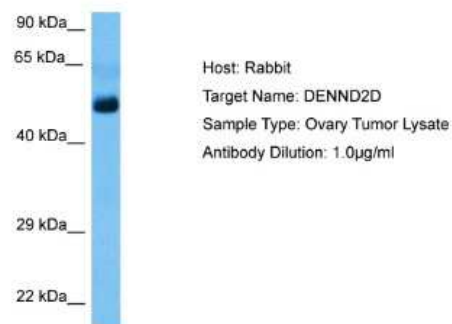 90 kDa
65 kDa
Host: Rabbit
Target Name: DENND2D
Sample Type: Ovary Tumor Lysate
40 kDa
Antibody Dilution: 1.0µg/ml
29 kDa
22 kDa